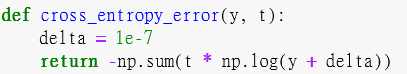 def cross_entropy_error(y, t):
    delta = 1e-7
    return -np.sum(t * np.log(y + delta))